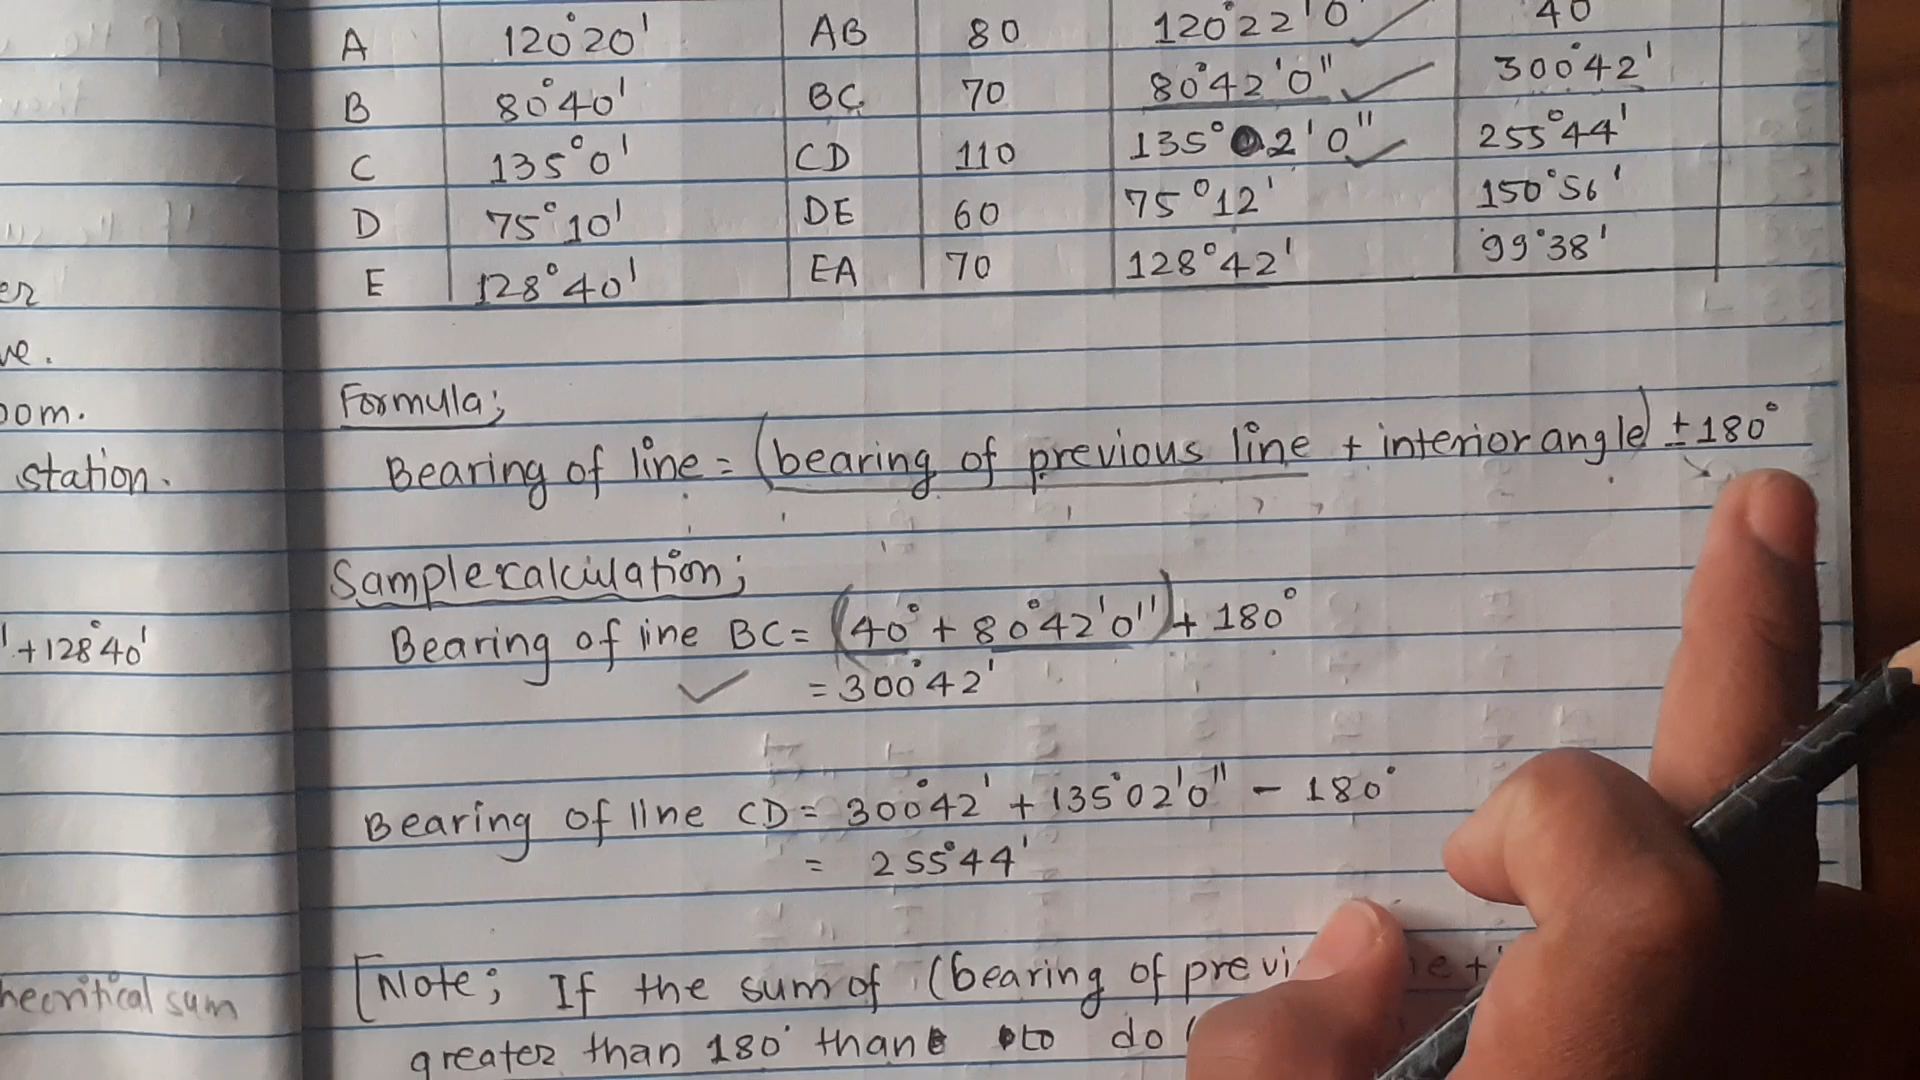 A 120°20' AB 80 120°22'0 40
B 80°40' BC 70 80°42'0" 300°42'
C 135°0' CD 110 135°02'0" 255°44'
D 75°10' DE 60 75°12' 150°56'
E 128°40' EA 70 128°42' 99°38'
ve.
oom.
station.
Formula;
Bearing of line = (bearing of previous line + interior angle) ± 180°
Sample calculation;
'+128°40'
Bearing of line BC = (40° + 80°42'0") + 180°
= 300°42'
Bearing of line CD = 300°42' + 135°02'0" - 180°
= 255°44'
heoritical sum
[Note; If the sum of (bearing of previ
greater than 180° than to do (